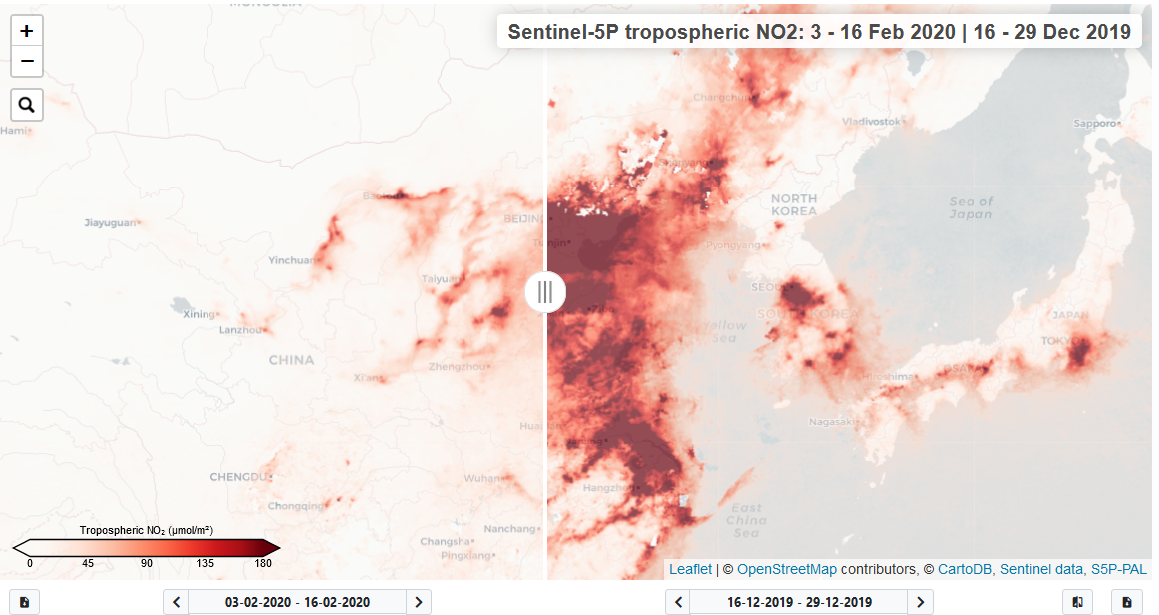 MONGOLIA
Sentinel-5P tropospheric NO2: 3 - 16 Feb 2020 | 16 - 29 Dec 2019
+
−
Changchun
Hami
Vladivostok
Sapporo
Shenyang
Baotou
NORTH
KOREA
Sea of
Japan
Jiayuguan
BEIJING
Tianjin
Pyongyang
Yinchuan
Taiyuan
SEOUL
Xining
Lanzhou
SOUTH KOREA
JAPAN
Yellow
Sea
TOKYO
CHINA
Zhengzhou
Xi'an
OSAKA
Hiroshima
Nagasaki
Nanjing
CHENGDU
Wuhan
Hangzhou
Chongqing
East
China
Sea
Nanchang
Tropospheric NO₂ (μmol/m²)
Changsha
Pingxiang
0 45 90 135 180
Leaflet | © OpenStreetMap contributors, © CartoDB, Sentinel data, S5P-PAL
03-02-2020 - 16-02-2020
16-12-2019 - 29-12-2019